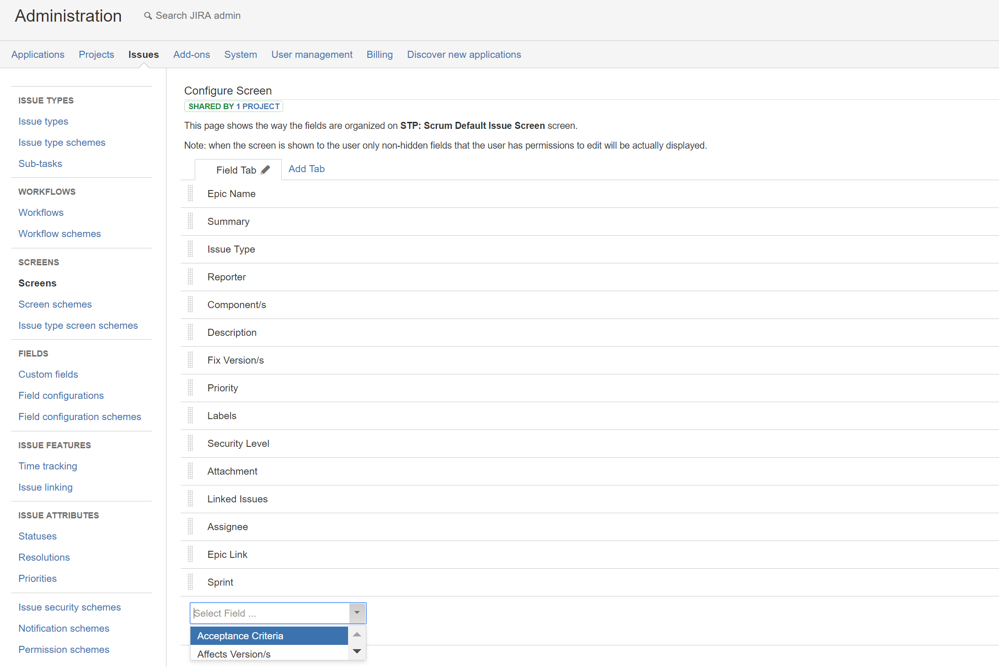 Administration
Search JIRA admin
Applications Projects Issues Add-ons System User management Billing Discover new applications
ISSUE TYPES
Issue types
Issue type schemes
Sub-tasks
WORKFLOWS
Workflows
Workflow schemes
SCREENS
Screens
Screen schemes
Issue type screen schemes
FIELDS
Custom fields
Field configurations
Field configuration schemes
ISSUE FEATURES
Time tracking
Issue linking
ISSUE ATTRIBUTES
Statuses
Resolutions
Priorities
Issue security schemes
Notification schemes
Permission schemes
Configure Screen
SHARED BY 1 PROJECT
This page shows the way the fields are organized on STP: Scrum Default Issue Screen screen.
Note: when the screen is shown to the user only non-hidden fields that the user has permissions to edit will be actually displayed.
Field Tab Add Tab
Epic Name
Summary
Issue Type
Reporter
Component/s
Description
Fix Version/s
Priority
Labels
Security Level
Attachment
Linked Issues
Assignee
Epic Link
Sprint
Select Field ...
Acceptance Criteria
Affects Version/s